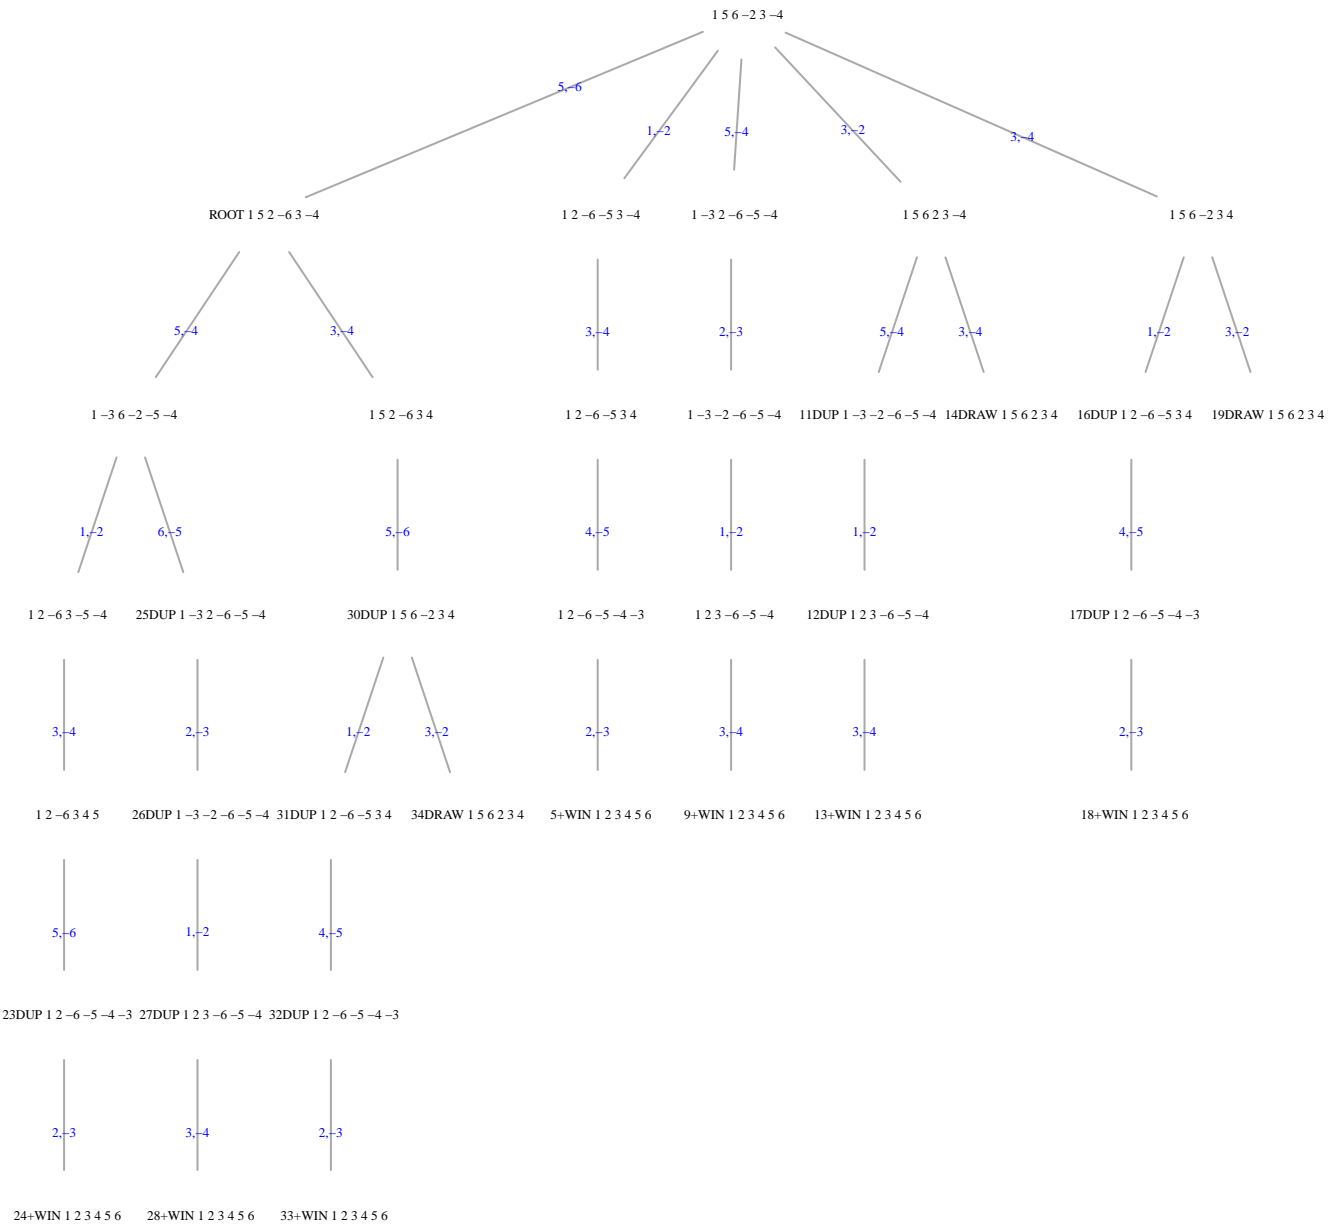 1 5 6 −2 3 −4
5,−6
1,−2
5,−4
3,−2
3,−4
ROOT 1 5 2 −6 3 −4
1 2 −6 −5 3 −4
1 −3 2 −6 −5 −4
1 5 6 2 3 −4
1 5 6 −2 3 4
5,−4
3,−4
3,−4
2,−3
5,−4
3,−4
1,−2
3,−2
1 −3 6 −2 −5 −4
1 5 2 −6 3 4
1 2 −6 −5 3 4
1 −3 −2 −6 −5 −4
11DUP 1 −3 −2 −6 −5 −4
14DRAW 1 5 6 2 3 4
16DUP 1 2 −6 −5 3 4
19DRAW 1 5 6 2 3 4
1,−2
6,−5
5,−6
4,−5
1,−2
1,−2
4,−5
1 2 −6 3 −5 −4
25DUP 1 −3 2 −6 −5 −4
30DUP 1 5 6 −2 3 4
1 2 −6 −5 −4 −3
1 2 3 −6 −5 −4
12DUP 1 2 3 −6 −5 −4
17DUP 1 2 −6 −5 −4 −3
3,−4
2,−3
1,−2
3,−2
2,−3
3,−4
3,−4
2,−3
1 2 −6 3 4 5
26DUP 1 −3 −2 −6 −5 −4
31DUP 1 2 −6 −5 3 4
34DRAW 1 5 6 2 3 4
5+WIN 1 2 3 4 5 6
9+WIN 1 2 3 4 5 6
13+WIN 1 2 3 4 5 6
18+WIN 1 2 3 4 5 6
5,−6
1,−2
4,−5
23DUP 1 2 −6 −5 −4 −3
27DUP 1 2 3 −6 −5 −4
32DUP 1 2 −6 −5 −4 −3
2,−3
3,−4
2,−3
24+WIN 1 2 3 4 5 6
28+WIN 1 2 3 4 5 6
33+WIN 1 2 3 4 5 6